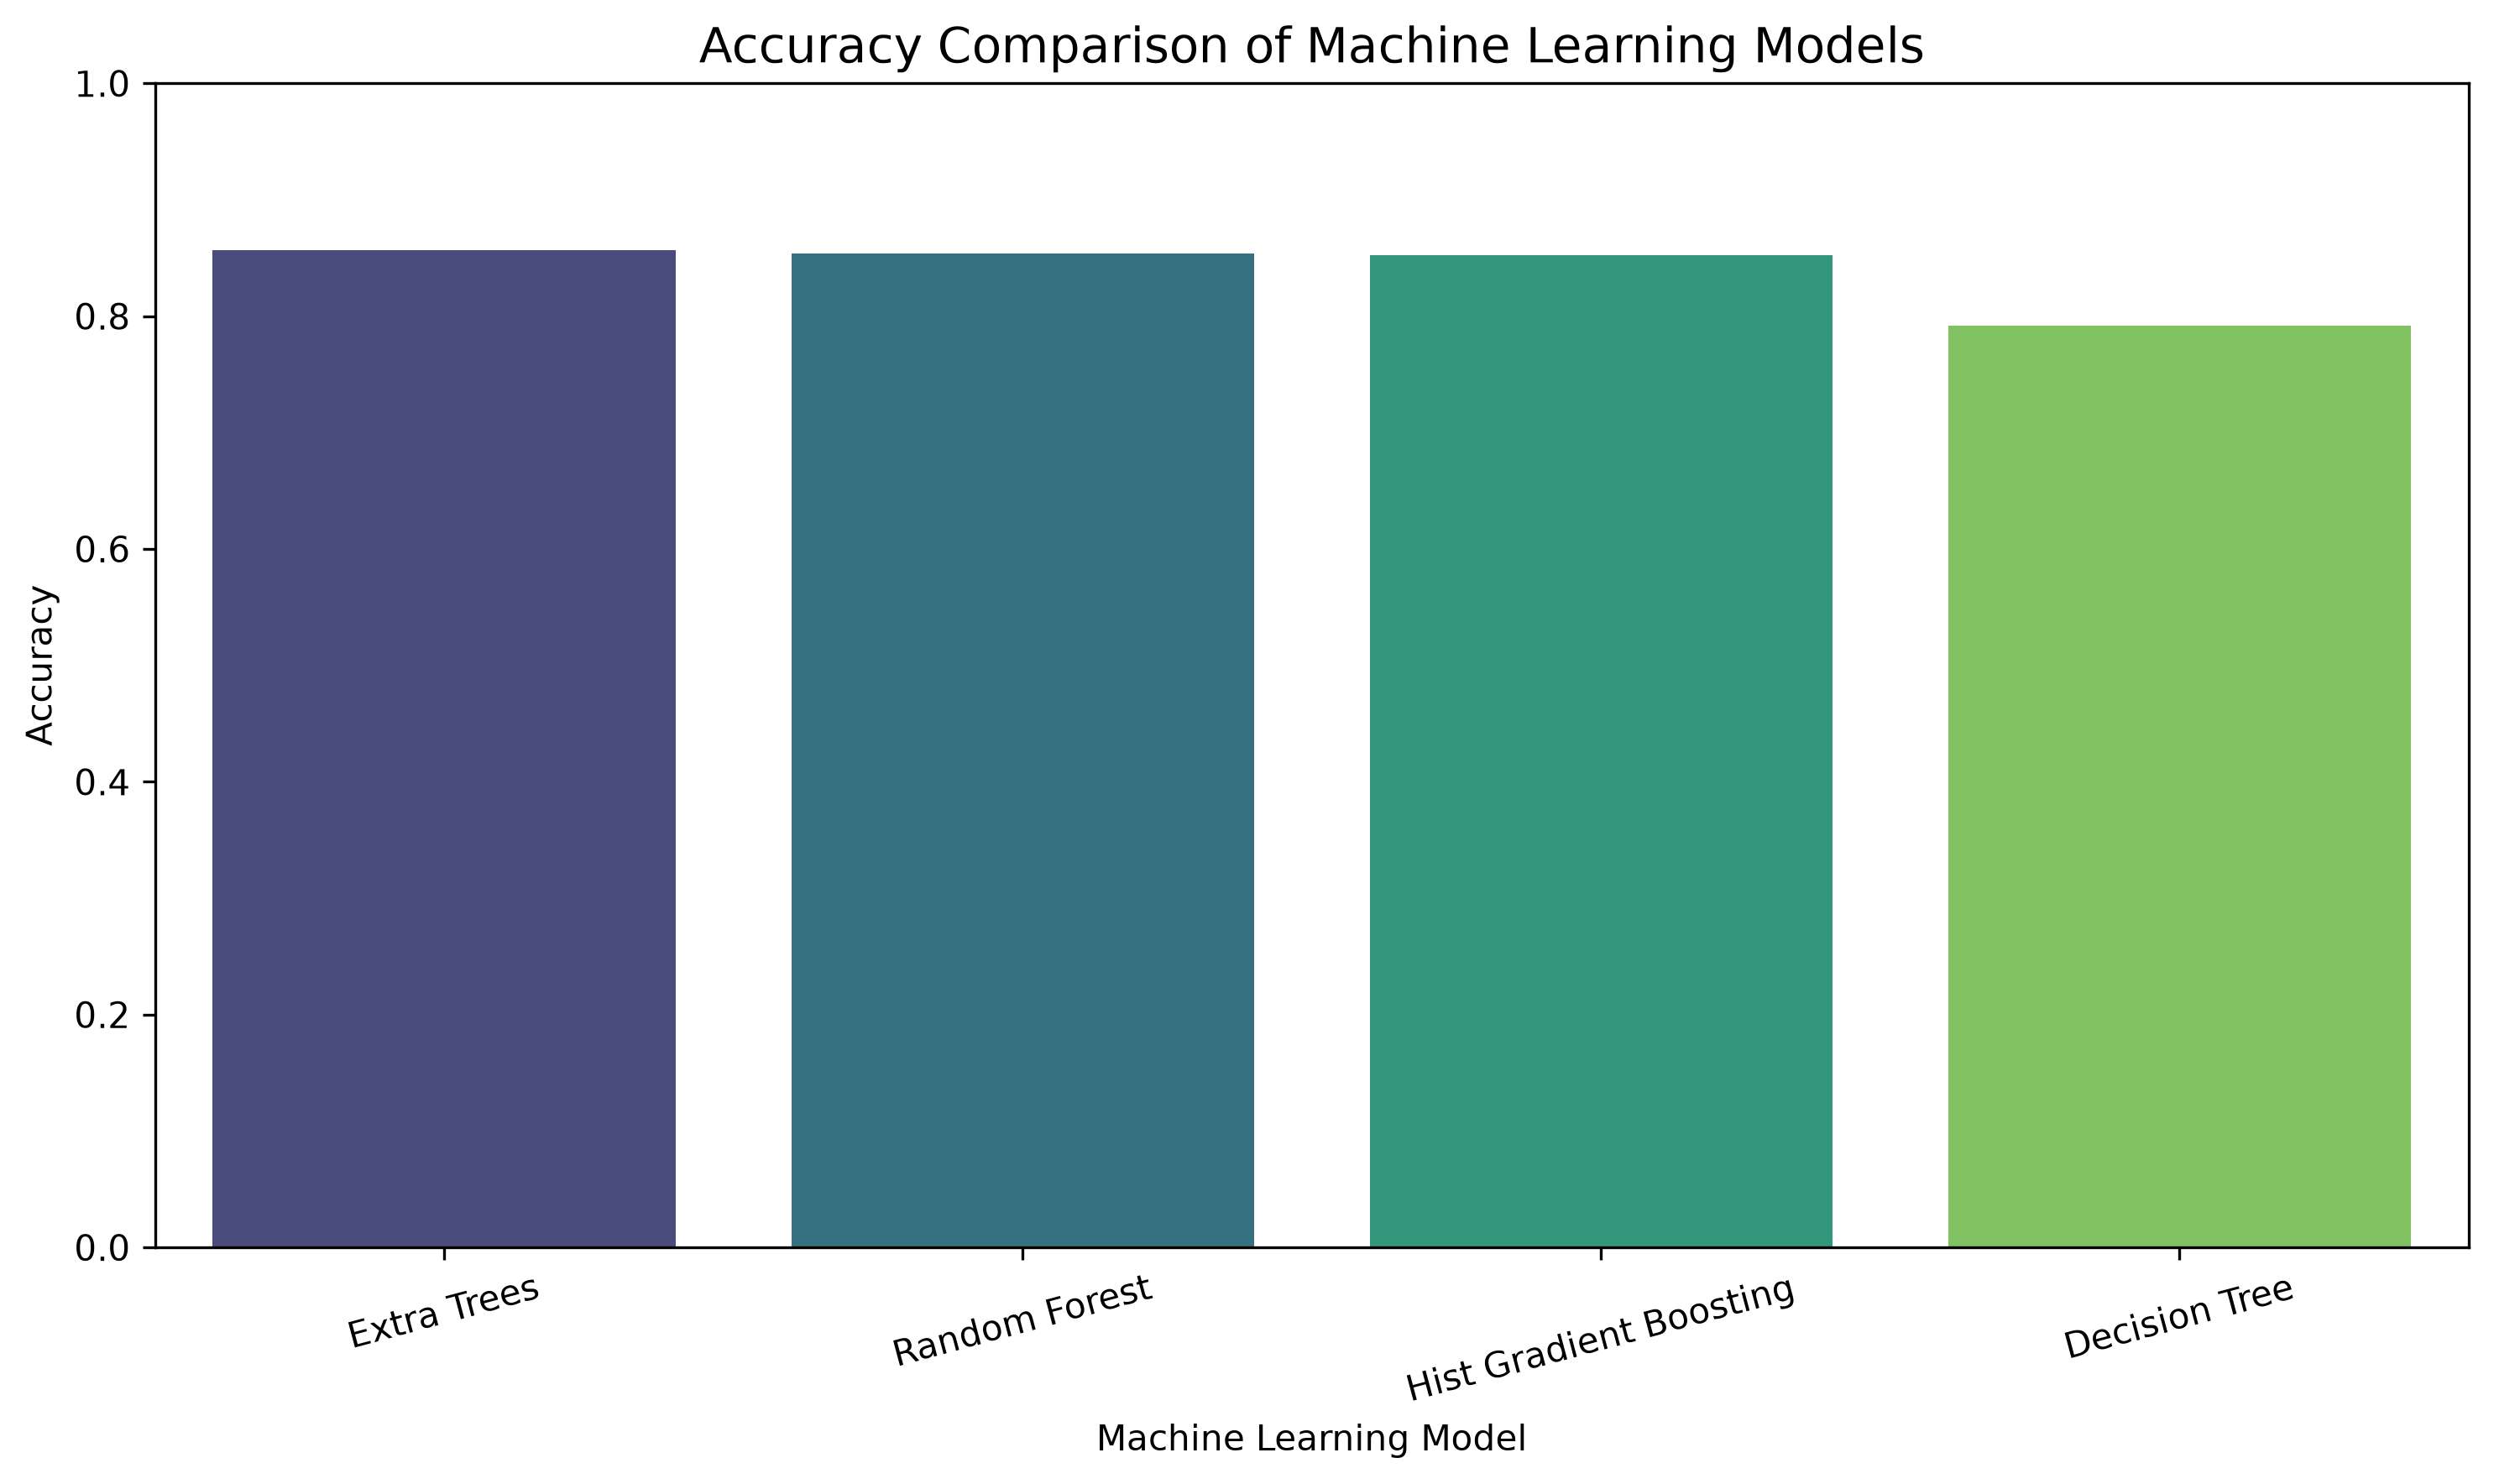 Accuracy Comparison of Machine Learning Models
1.0
0.8
0.6
0.4
0.2
0.0
Accuracy
Extra Trees
Random Forest
Hist Gradient Boosting
Decision Tree
Machine Learning Model